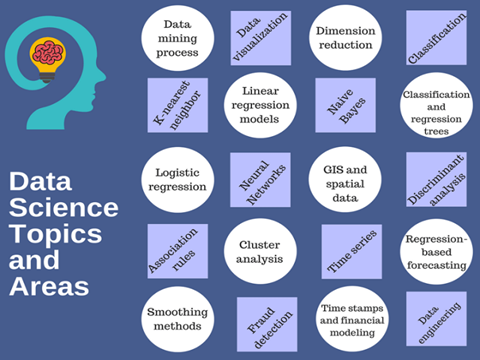 Data
mining
process
Data
visualization
Dimension
reduction
Classification
K-nearest
neighbor
Linear
regression
models
Naive
Bayes
Classification
and
regression
trees
Data
Science
Topics
and
Areas
Logistic
regression
Neural
Networks
GIS and
spatial
data
Discriminant
analysis
Association
rules
Cluster
analysis
Time series
Regression-
based
forecasting
Smoothing
methods
Fraud
detection
Time stamps
and financial
modeling
Data
engineering